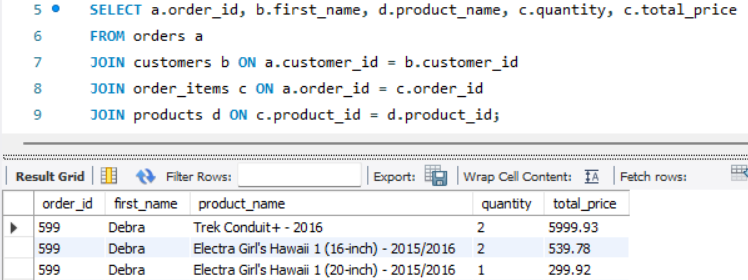 5 SELECT a.order_id, b.first_name, d.product_name, c.quantity, c.total_price
6 FROM orders a
7 JOIN customers b ON a.customer_id = b.customer_id
8 JOIN order_items c ON a.order_id = c.order_id
9 JOIN products d ON c.product_id = d.product_id;
Result Grid Filter Rows: Export: Wrap Cell Content: IA Fetch rows:
order_id first_name product_name quantity total_price
599 Debra Trek Conduit+ - 2016 2 5999.93
599 Debra Electra Girl's Hawaii 1 (16-inch) - 2015/2016 2 539.78
599 Debra Electra Girl's Hawaii 1 (20-inch) - 2015/2016 1 299.92